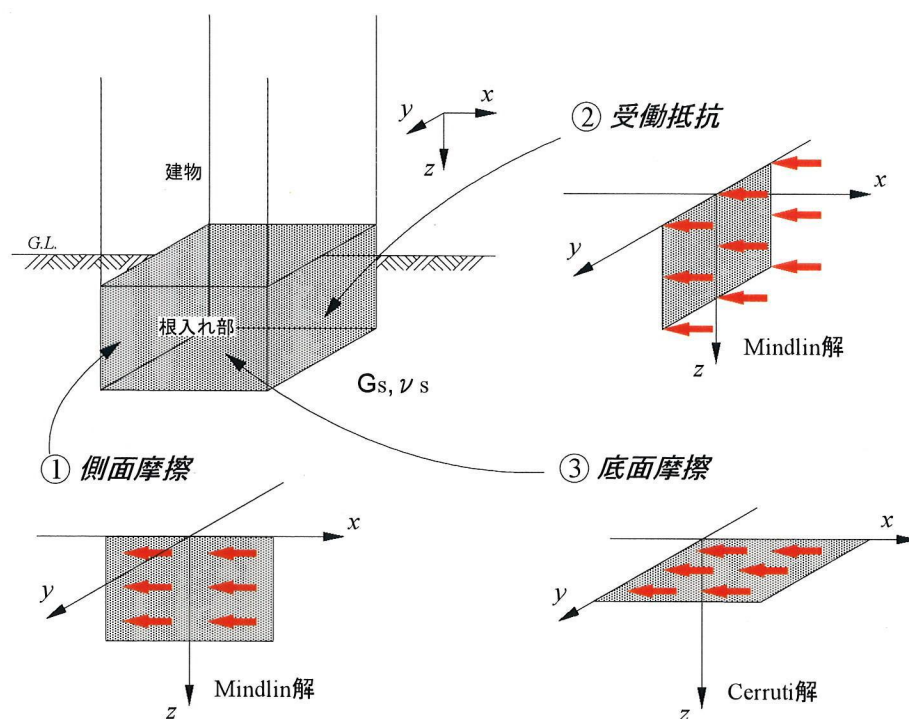 建物
x
y
z
② 受働抵抗
x
y
z
Mindlin解
G.L.
根入れ部
Gs, ν s
① 側面摩擦
x
y
z
Mindlin解
③ 底面摩擦
x
y
z
Cerruti解